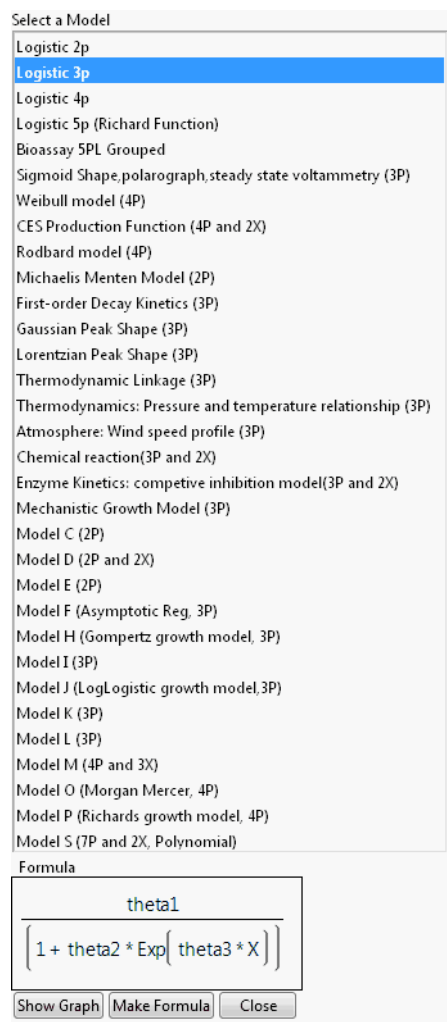 Select a Model
Logistic 2p
Logistic 3p
Logistic 4p
Logistic 5p (Richard Function)
Bioassay 5PL Grouped
Sigmoid Shape,polarograph,steady state voltammetry (3P)
Weibull model (4P)
CES Production Function (4P and 2X)
Rodbard model (4P)
Michaelis Menten Model (2P)
First-order Decay Kinetics (3P)
Gaussian Peak Shape (3P)
Lorentzian Peak Shape (3P)
Thermodynamic Linkage (3P)
Thermodynamics: Pressure and temperature relationship (3P)
Atmosphere: Wind speed profile (3P)
Chemical reaction(3P and 2X)
Enzyme Kinetics: competive inhibition model(3P and 2X)
Mechanistic Growth Model (3P)
Model C (2P)
Model D (2P and 2X)
Model E (2P)
Model F (Asymptotic Reg, 3P)
Model H (Gompertz growth model, 3P)
Model I (3P)
Model J (LogLogistic growth model,3P)
Model K (3P)
Model L (3P)
Model M (4P and 3X)
Model O (Morgan Mercer, 4P)
Model P (Richards growth model, 4P)
Model S (7P and 2X, Polynomial)
Formula
theta1
(1 + theta2 * Exp(theta3 * X))
Show Graph Make Formula Close